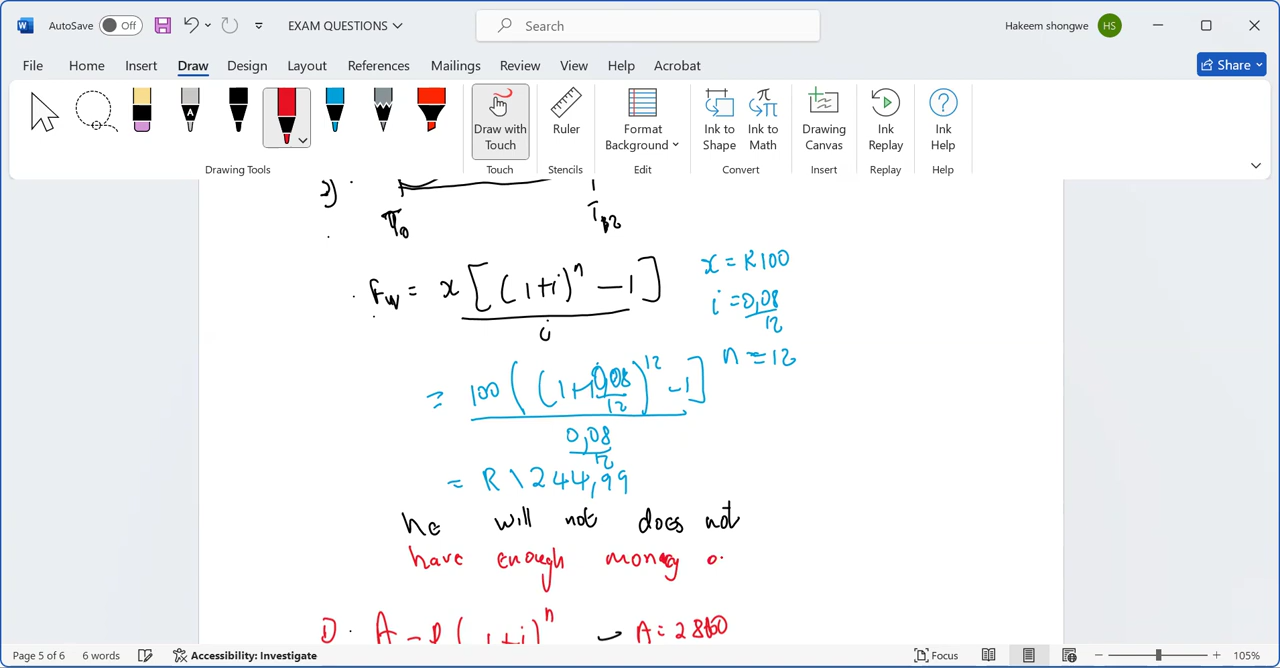 AutoSave Off EXAM QUESTIONS Search Hakeem shongwe HS
File Home Insert Draw Design Layout References Mailings Review View Help Acrobat Share
A
Draw with Touch Ruler Format Background Ink to Shape Ink to Math Drawing Canvas Ink Replay Ink Help
Drawing Tools Touch Stencils Edit Convert Insert Replay Help
2)
T₀
Fv = x[(1+i)ⁿ - 1]
i
x = R100
i = 0,08
12
n = 12
= 100((1+0,08
12)¹² - 1]
0,08
12
= R1244,99
he will not does not
have enough money
D. A = P(1+i)ⁿ
Page 5 of 6 6 words Accessibility: Investigate Focus 105%